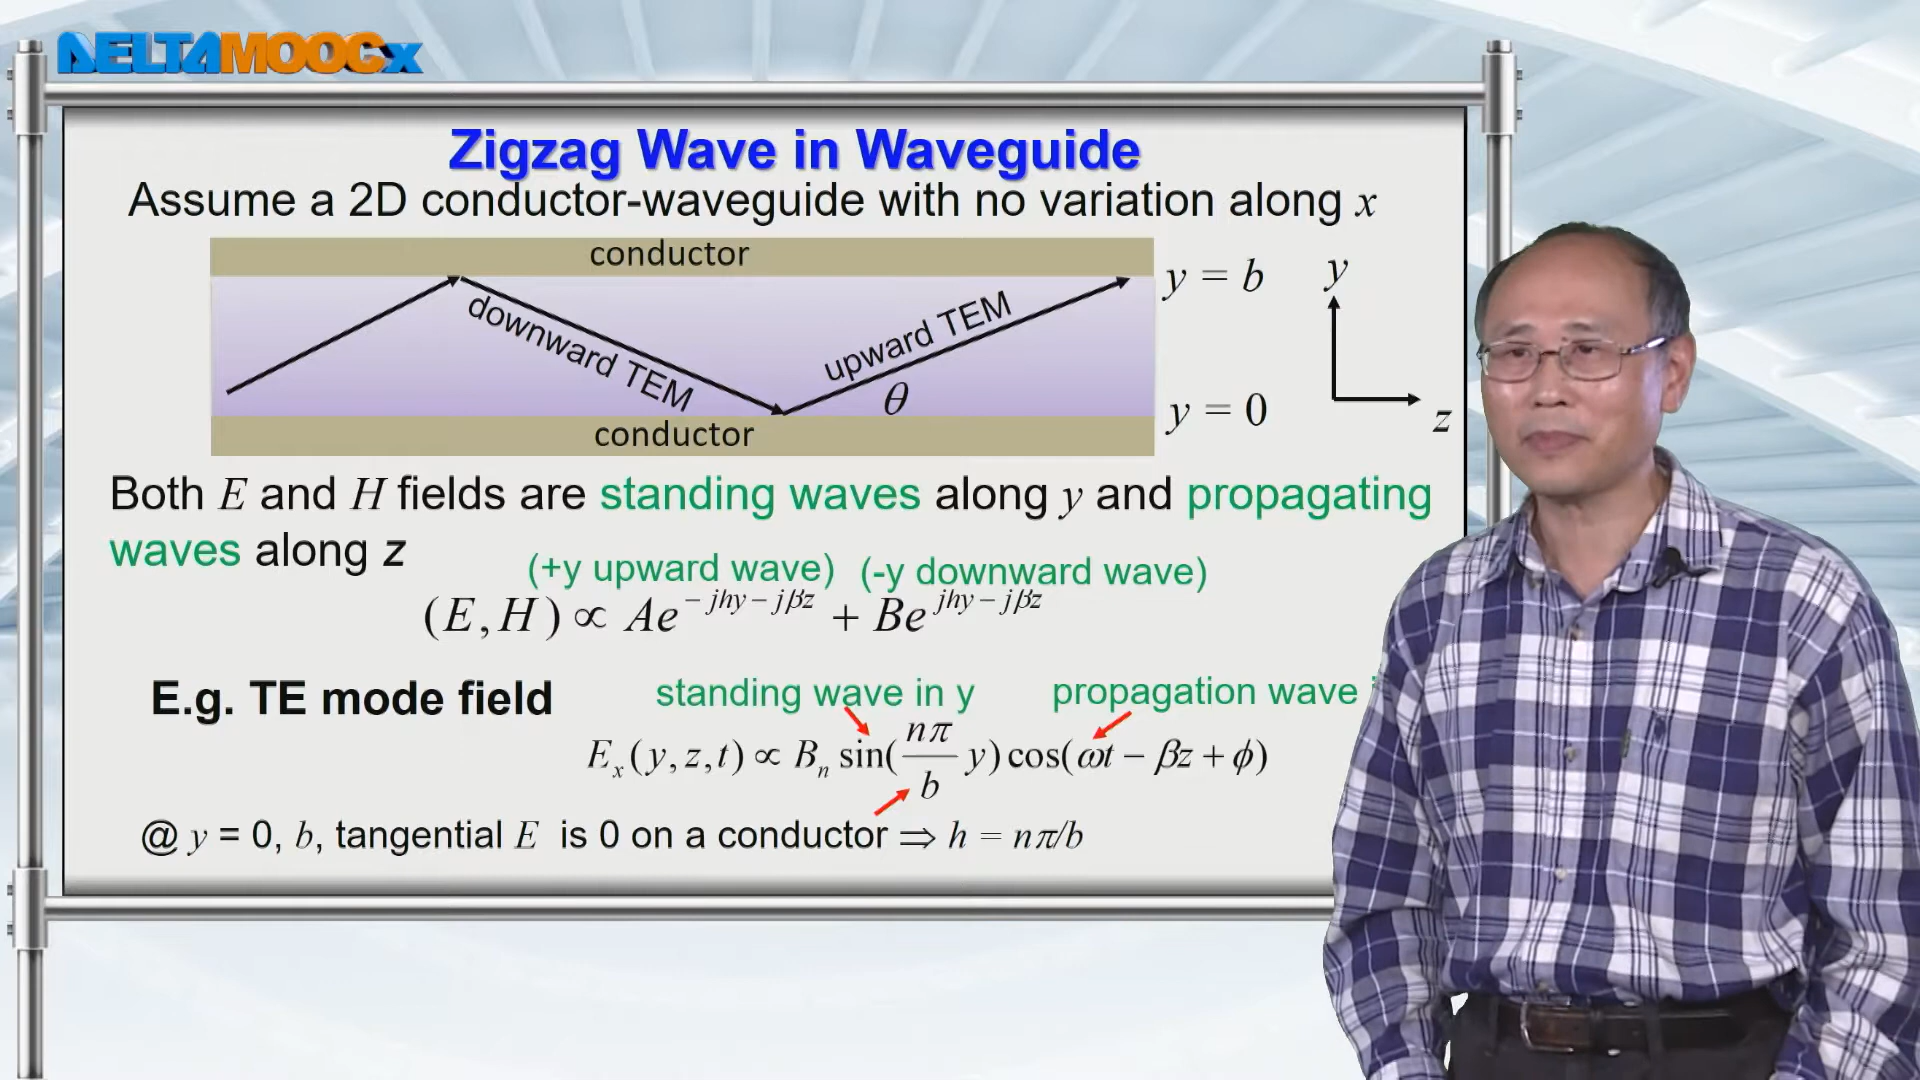 DELTAMOOCx
Zigzag Wave in Waveguide
Assume a 2D conductor-waveguide with no variation along x
conductor
downward TEM
upward TEM
θ
conductor
y = b
y = 0
y
z
Both E and H fields are standing waves along y and propagating
waves along z
(+y upward wave) (-y downward wave)
(E, H) ∝ Ae^{-jhy-jβz} + Be^{jhy-jβz}
E.g. TE mode field
standing wave in y
propagation wave
E_x(y, z, t) ∝ B_n sin(nπ/b y) cos(ωt − βz + ϕ)
@ y = 0, b, tangential E is 0 on a conductor ⇒ h = nπ/b